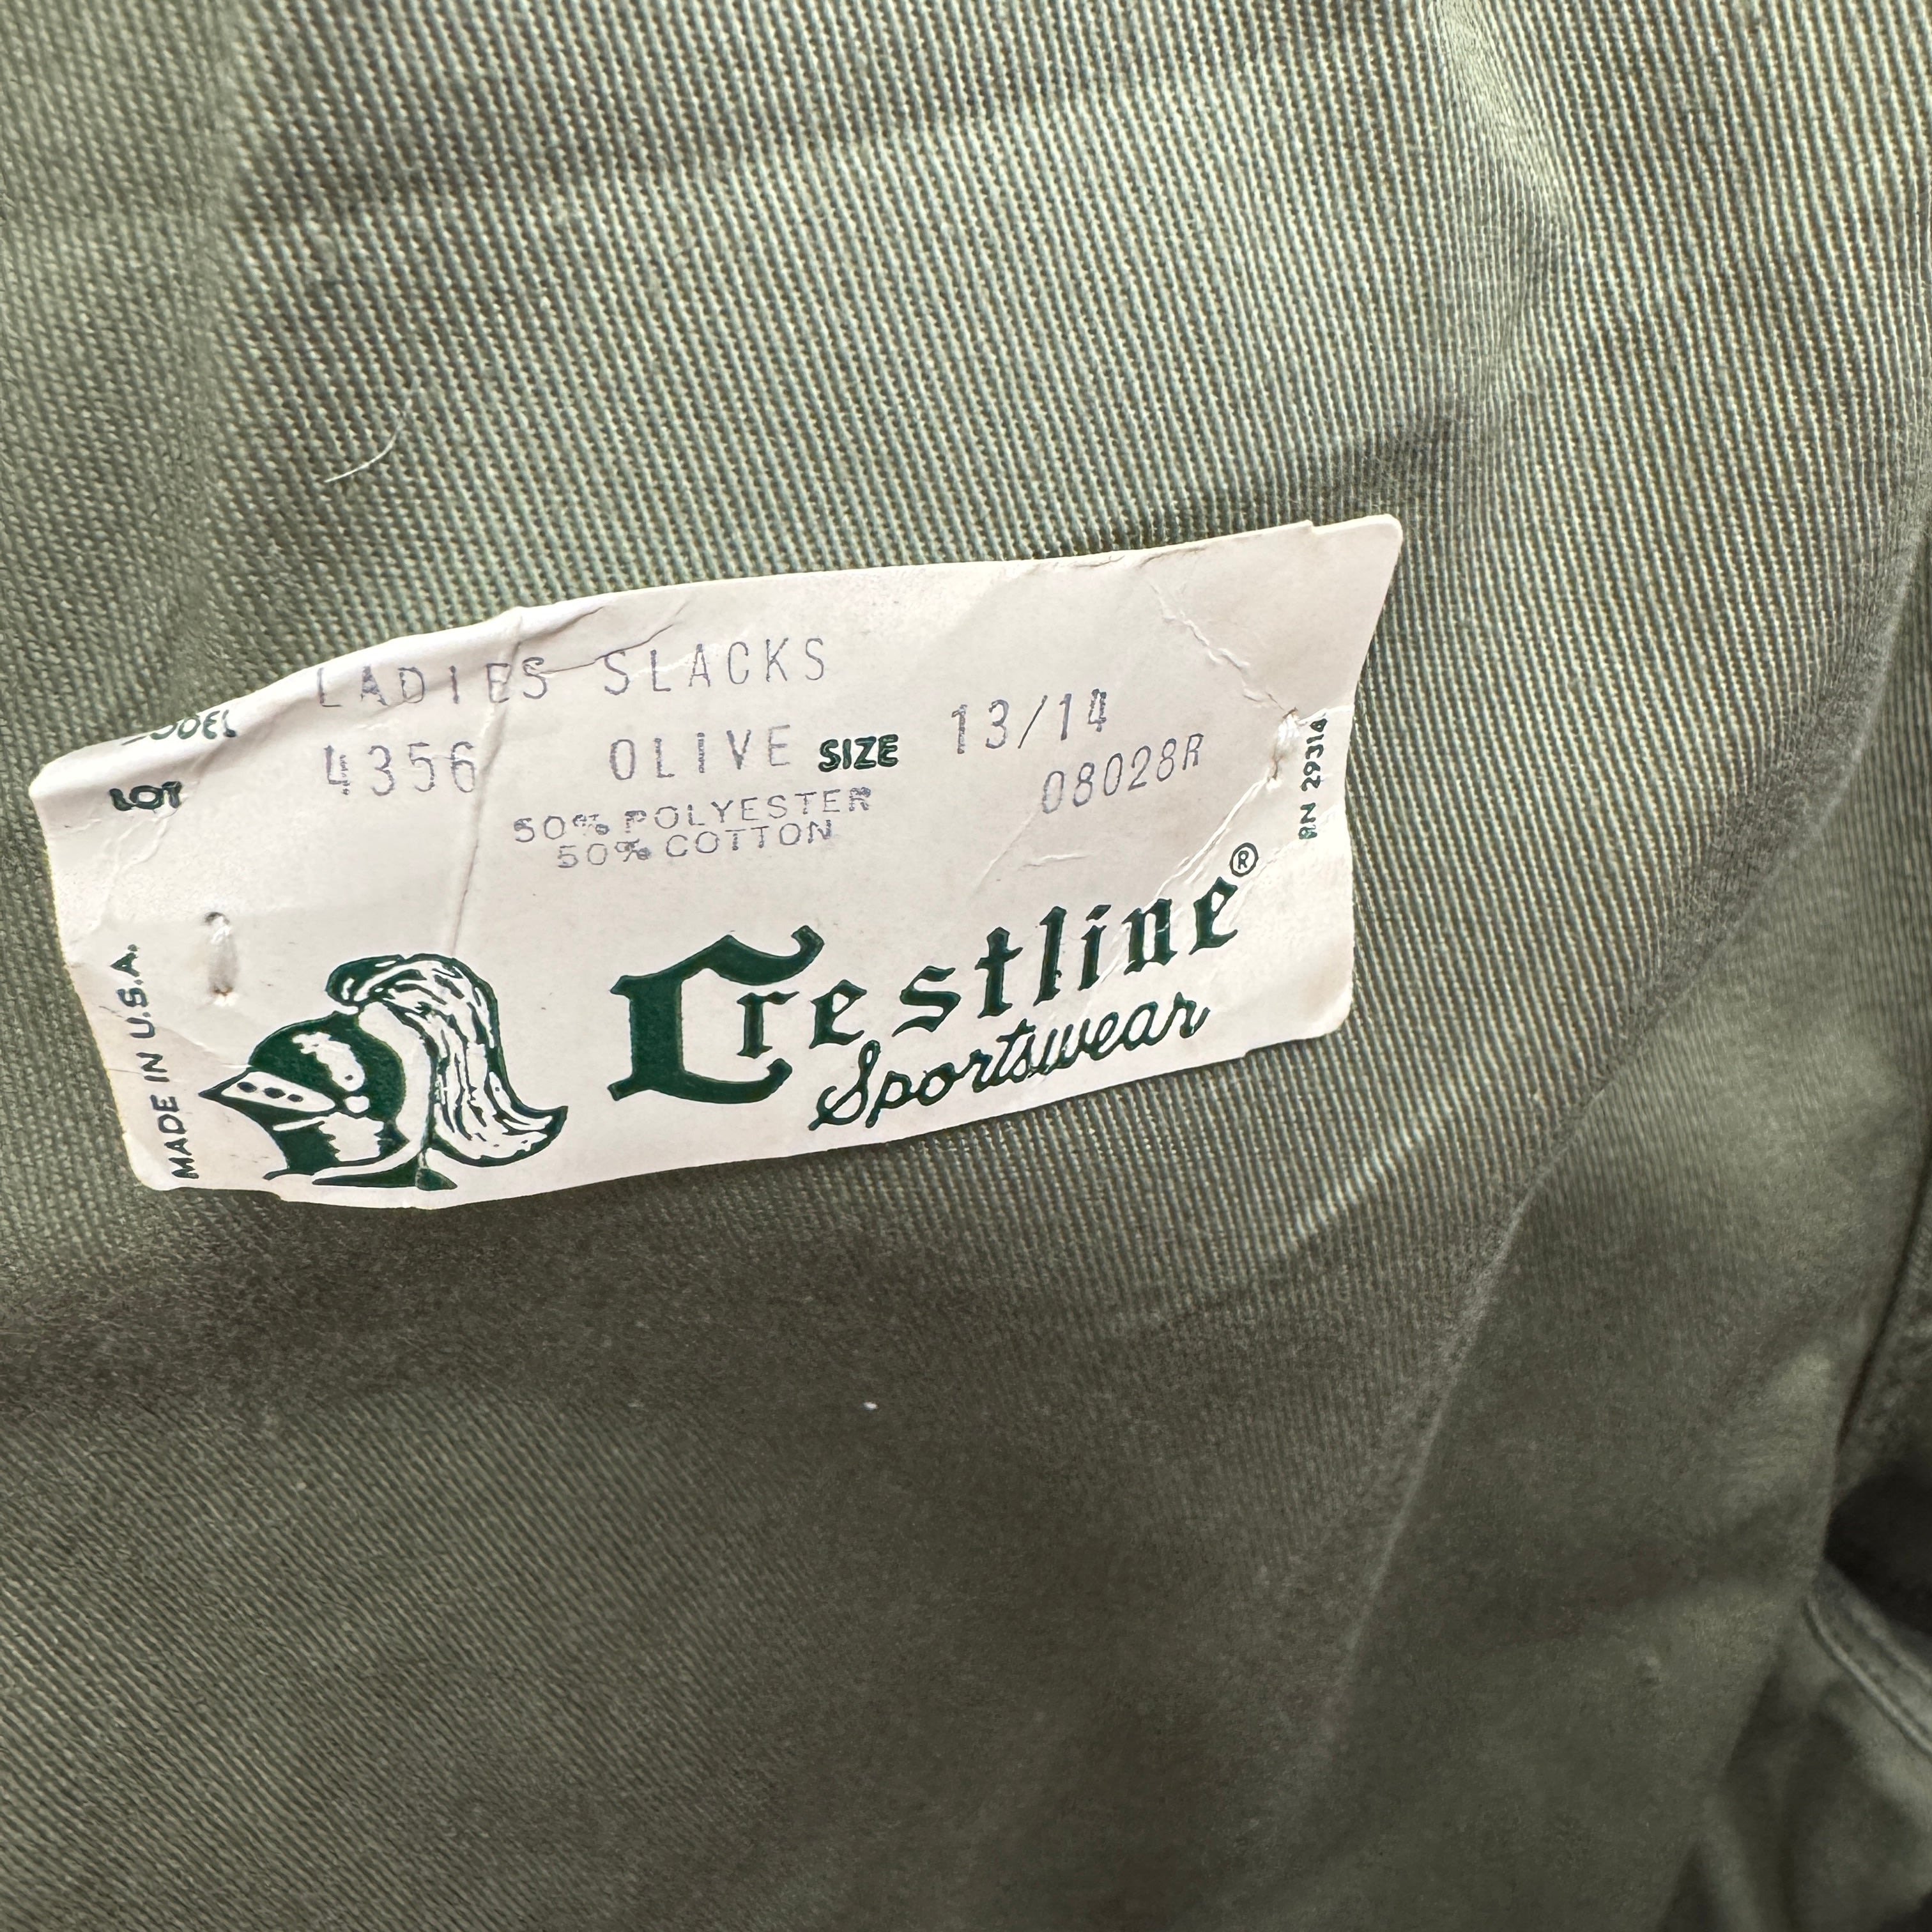 LADIES SLACKS
MODEL
LOT 4356 OLIVE SIZE 13/14
08028R
50% POLYESTER
50% COTTON
RN 29314
MADE IN U.S.A.
Crestline®
Sportswear